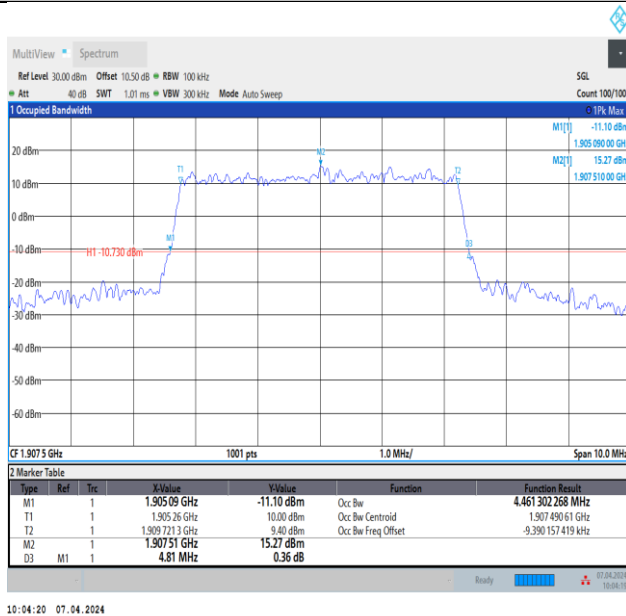 MultiView Spectrum
Ref Level 30.00 dBm Offset 10.50 dB RBW 100 kHz SGL
Att 40 dB SWT 1.01 ms VBW 300 kHz Mode Auto Sweep Count 100/100
1 Occupied Bandwidth 1Pk Max
M1[1] -11.10 dBm
1.905 090 00 GH
M2[1] 15.27 dBm
1.907 510 00 GH
20 dBm
M2
T1
T2
10 dBm
0 dBm
M1
D3
-10 dBm
H1 -10.730 dBm
-20 dBm
-30 dBm
-40 dBm
-50 dBm
-60 dBm
CF 1.907 5 GHz 1001 pts 1.0 MHz/ Span 10.0 MHz
2 Marker Table
Type Ref Trc X-Value Y-Value Function Function Result
M1 1 1.905 09 GHz -11.10 dBm Occ Bw 4.461 302 268 MHz
T1 1 1.905 26 GHz 10.00 dBm Occ Bw Centroid 1.907 490 61 GHz
T2 1 1.909 721 3 GHz 9.40 dBm Occ Bw Freq Offset -9.390 157 419 kHz
M2 1 1.907 51 GHz 15.27 dBm
D3 M1 1 4.81 MHz 0.36 dB
Ready 07.04.2024
10:04:20 07.04.2024